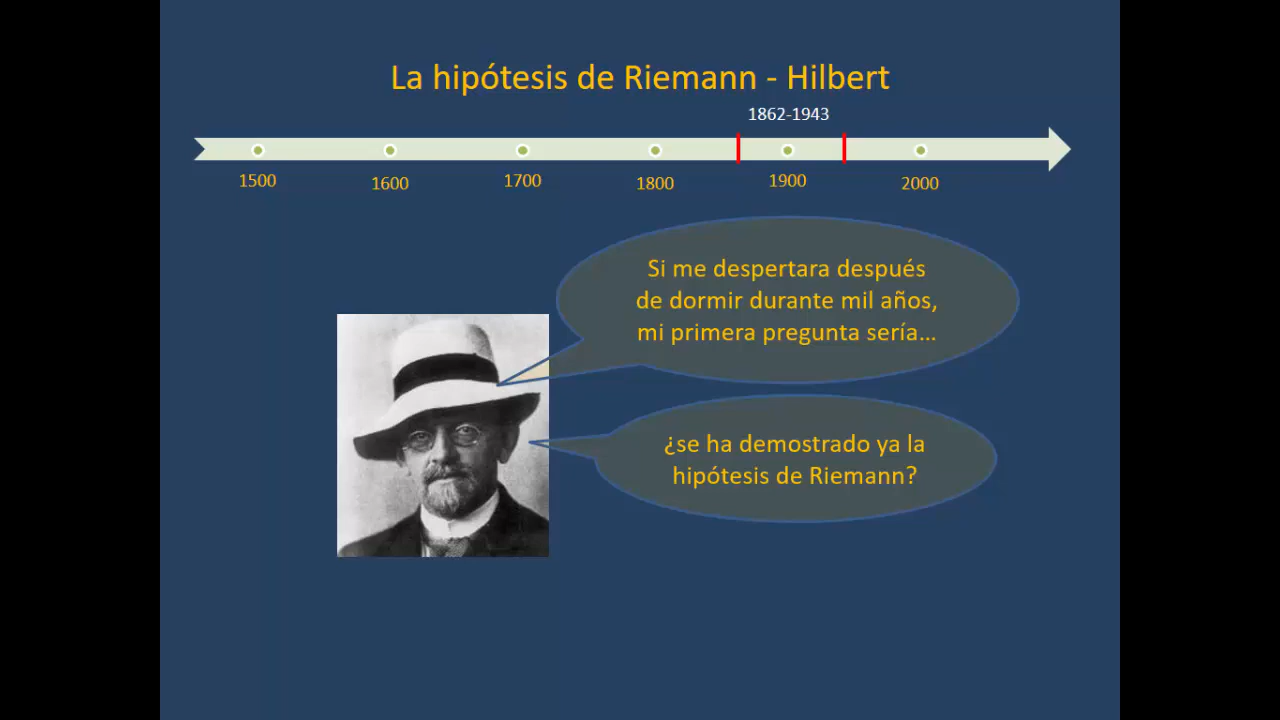 La hipótesis de Riemann - Hilbert
1862-1943
1500
1600
1700
1800
1900
2000
Si me despertara después
de dormir durante mil años,
mi primera pregunta sería...
¿se ha demostrado ya la
hipótesis de Riemann?